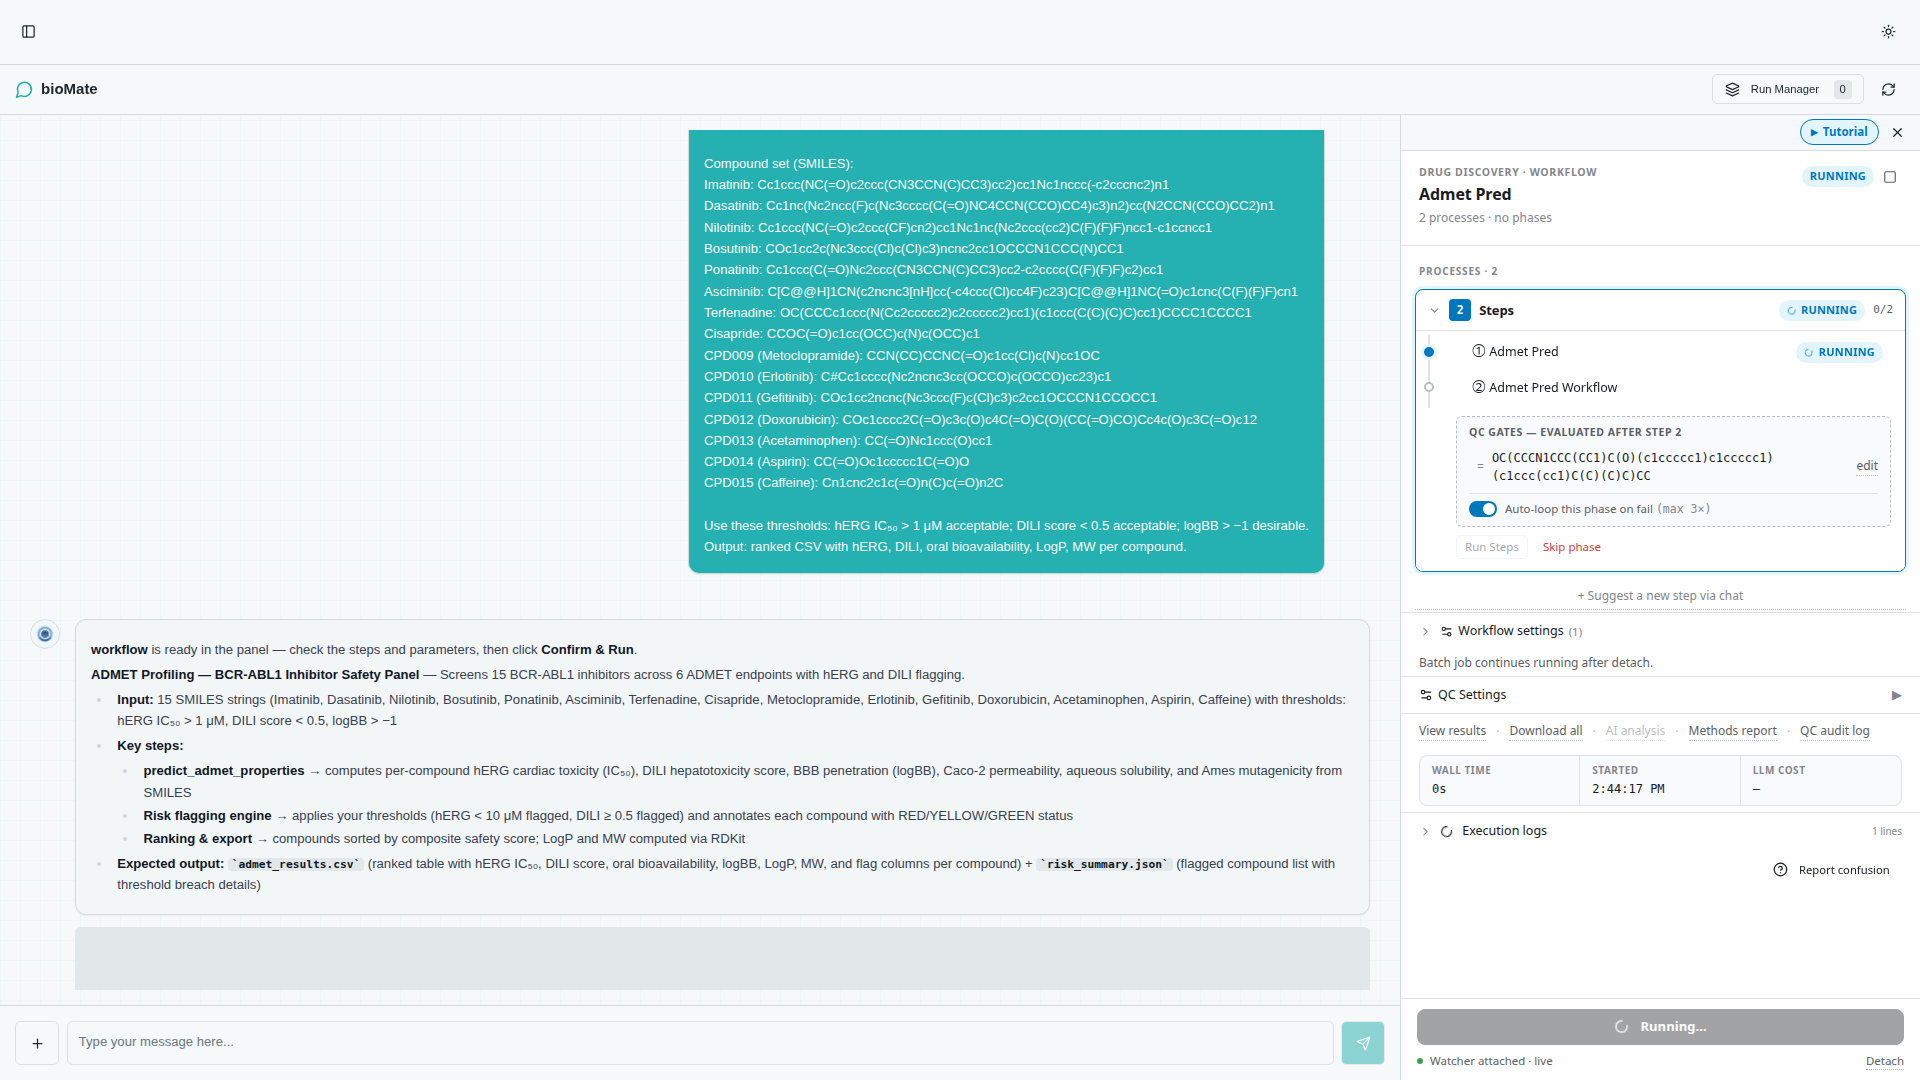 bioMate
Run Manager 0
Compound set (SMILES):
Imatinib: Cc1ccc(NC(=O)c2ccc(CN3CCN(C)CC3)cc2)cc1Nc1nccc(-c2cccnc2)n1
Dasatinib: Cc1nc(Nc2ncc(F)c(Nc3cccc(C(=O)NC4CCN(CCO)CC4)c3)n2)cc(N2CCN(CCO)CC2)n1
Nilotinib: Cc1ccc(NC(=O)c2ccc(CF)cn2)cc1Nc1nc(Nc2ccc(cc2)C(F)(F)F)ncc1-c1ccncc1
Bosutinib: COc1cc2c(Nc3ccc(Cl)c(Cl)c3)ncnc2cc1OCCCN1CCC(N)CC1
Ponatinib: Cc1ccc(C(=O)Nc2ccc(CN3CCN(C)CC3)cc2-c2cccc(C(F)(F)F)c2)cc1
Asciminib: C[C@@H]1CN(c2ncnc3[nH]cc(-c4ccc(Cl)cc4F)c23)C[C@@H]1NC(=O)c1cnc(C(F)(F)F)cn1
Terfenadine: OC(CCCc1ccc(N(Cc2ccccc2)c2ccccc2)cc1)(c1ccc(C(C)(C)C)cc1)CCCC1CCCC1
Cisapride: CCOC(=O)c1cc(OCC)c(N)c(OCC)c1
CPD009 (Metoclopramide): CCN(CC)CCNC(=O)c1cc(Cl)c(N)cc1OC
CPD010 (Erlotinib): C#Cc1cccc(Nc2ncnc3cc(OCCO)c(OCCO)cc23)c1
CPD011 (Gefitinib): COc1cc2ncnc(Nc3ccc(F)c(Cl)c3)c2cc1OCCCN1CCOCC1
CPD012 (Doxorubicin): COc1cccc2C(=O)c3c(O)c4C(=O)C(O)(CC(=O)CO)Cc4c(O)c3C(=O)c12
CPD013 (Acetaminophen): CC(=O)Nc1ccc(O)cc1
CPD014 (Aspirin): CC(=O)Oc1ccccc1C(=O)O
CPD015 (Caffeine): Cn1cnc2c1c(=O)n(C)c(=O)n2C
Use these thresholds: hERG IC₅₀ > 1 μM acceptable; DILI score < 0.5 acceptable; logBB > −1 desirable.
Output: ranked CSV with hERG, DILI, oral bioavailability, LogP, MW per compound.
workflow is ready in the panel — check the steps and parameters, then click Confirm & Run.
ADMET Profiling — BCR-ABL1 Inhibitor Safety Panel — Screens 15 BCR-ABL1 inhibitors across 6 ADMET endpoints with hERG and DILI flagging.
Input: 15 SMILES strings (Imatinib, Dasatinib, Nilotinib, Bosutinib, Ponatinib, Asciminib, Terfenadine, Cisapride, Metoclopramide, Erlotinib, Gefitinib, Doxorubicin, Acetaminophen, Aspirin, Caffeine) with thresholds:
hERG IC₅₀ > 1 μM, DILI score < 0.5, logBB > −1
Key steps:
predict_admet_properties → computes per-compound hERG cardiac toxicity (IC₅₀), DILI hepatotoxicity score, BBB penetration (logBB), Caco-2 permeability, aqueous solubility, and Ames mutagenicity from
SMILES
Risk flagging engine → applies your thresholds (hERG < 10 μM flagged, DILI ≥ 0.5 flagged) and annotates each compound with RED/YELLOW/GREEN status
Ranking & export → compounds sorted by composite safety score; LogP and MW computed via RDKit
Expected output: `admet_results.csv` (ranked table with hERG IC₅₀, DILI score, oral bioavailability, logBB, LogP, MW, and flag columns per compound) + `risk_summary.json` (flagged compound list with
threshold breach details)
Type your message here...
▶ Tutorial
DRUG DISCOVERY · WORKFLOW
RUNNING
Admet Pred
2 processes · no phases
PROCESSES · 2
2 Steps RUNNING 0/2
① Admet Pred RUNNING
② Admet Pred Workflow
QC GATES — EVALUATED AFTER STEP 2
= OC(CCCN1CCC(CC1)C(O)(c1ccccc1)c1ccccc1)
(c1ccc(cc1)C(C)(C)C)CC
edit
Auto-loop this phase on fail (max 3×)
Run Steps Skip phase
+ Suggest a new step via chat
Workflow settings (1)
Batch job continues running after detach.
QC Settings ▶
View results · Download all · AI analysis · Methods report · QC audit log
WALL TIME STARTED LLM COST
0s 2:44:17 PM —
Execution logs 1 lines
Report confusion
Running...
Watcher attached · live Detach